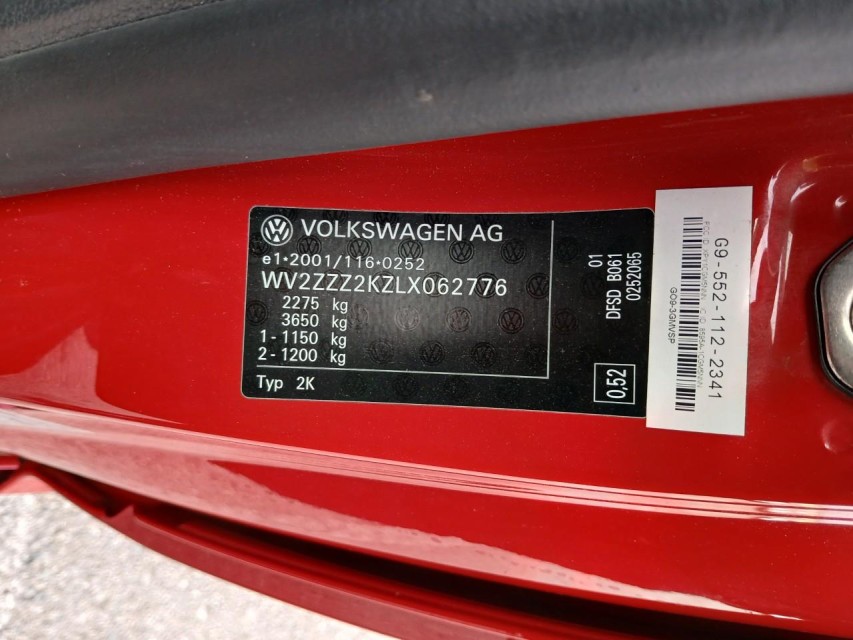 VOLKSWAGEN AG
e1*2001/116*0252
WV2ZZZ2KZLX062776
2275 kg
3650 kg
1 - 1150 kg
2 - 1200 kg
Typ 2K
01
DFSD B061
0252065
0,52
G9-552-112-2341